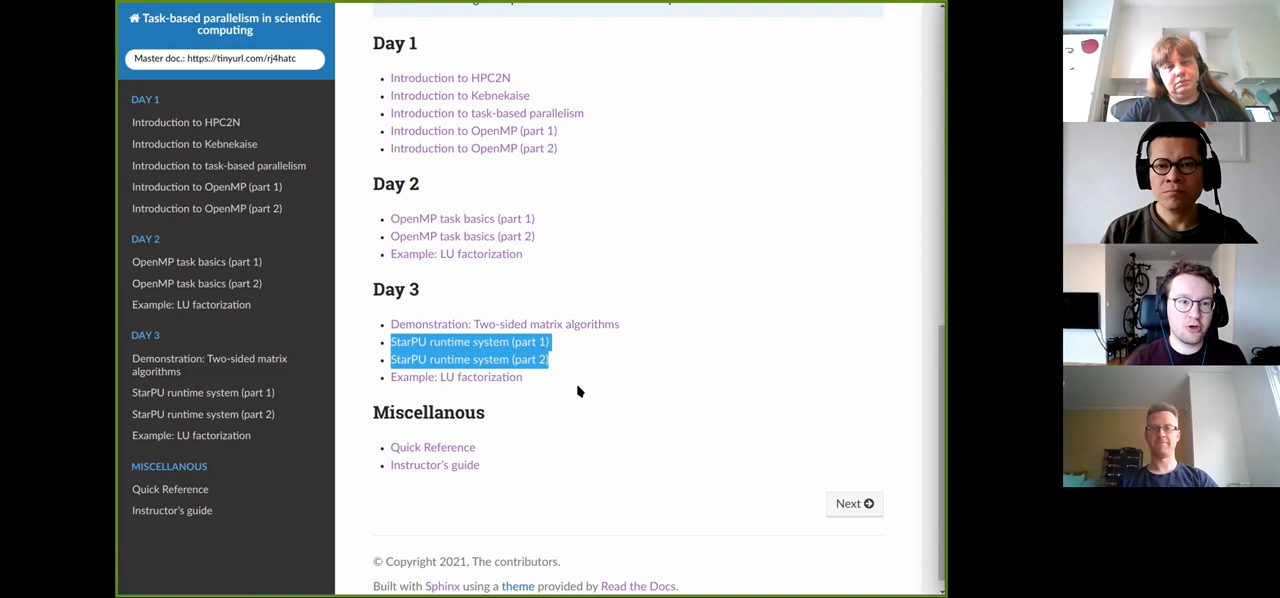 Task-based parallelism in scientific
computing
Master doc.: https://tinyurl.com/rj4hatc
DAY 1
Introduction to HPC2N
Introduction to Kebnekaise
Introduction to task-based parallelism
Introduction to OpenMP (part 1)
Introduction to OpenMP (part 2)
DAY 2
OpenMP task basics (part 1)
OpenMP task basics (part 2)
Example: LU factorization
DAY 3
Demonstration: Two-sided matrix
algorithms
StarPU runtime system (part 1)
StarPU runtime system (part 2)
Example: LU factorization
MISCELLANOUS
Quick Reference
Instructor's guide
Day 1
Introduction to HPC2N
Introduction to Kebnekaise
Introduction to task-based parallelism
Introduction to OpenMP (part 1)
Introduction to OpenMP (part 2)
Day 2
OpenMP task basics (part 1)
OpenMP task basics (part 2)
Example: LU factorization
Day 3
Demonstration: Two-sided matrix algorithms
StarPU runtime system (part 1)
StarPU runtime system (part 2)
Example: LU factorization
Miscellanous
Quick Reference
Instructor's guide
Next
© Copyright 2021, The contributors.
Built with Sphinx using a theme provided by Read the Docs.